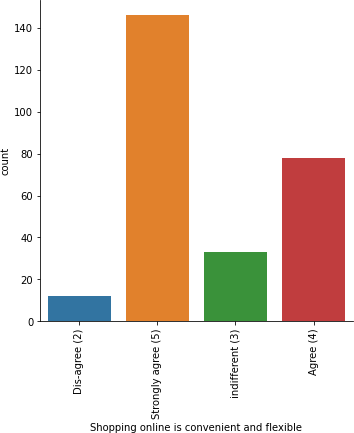 140
120
100
80
60
40
20
0
count
Dis-agree (2)
Strongly agree (5)
indifferent (3)
Agree (4)
Shopping online is convenient and flexible